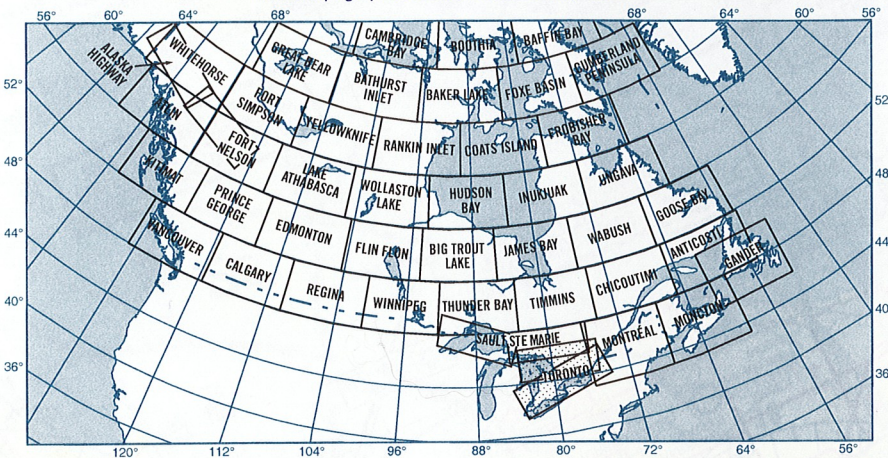 56° 60° 64° 68° 68° 64° 60° 56°
CAMBRIDGE
BAY
BOOTHIA
BAFFIN BAY
ALASKA
HIGHWAY
WHITEHORSE
GREAT BEAR
LAKE
BATHURST
INLET
BAKER LAKE
FOXE BASIN
CUMBERLAND
PENINSULA
52°
52
ATLIN
FORT
SIMPSON
YELLOWKNIFE
RANKIN INLET
COATS ISLAND
FROBISHER
BAY
FORT
NELSON
48°
48
KITIMAT
PRINCE
GEORGE
LAKE
ATHABASCA
WOLLASTON
LAKE
HUDSON
BAY
INUKJUAK
UNGAVA
GOOSE BAY
44°
44
VANCOUVER
EDMONTON
FLIN FLON
BIG TROUT
LAKE
JAMES BAY
WABUSH
ANTICOSTI
GANDER
CALGARY
REGINA
WINNIPEG
THUNDER BAY
TIMMINS
CHICOUTIMI
40°
40
SAULT STE MARIE
MONTRÉAL
MONCTON
TORONTO
36°
36
120° 112° 104° 96° 88° 80° 72° 64° 56°